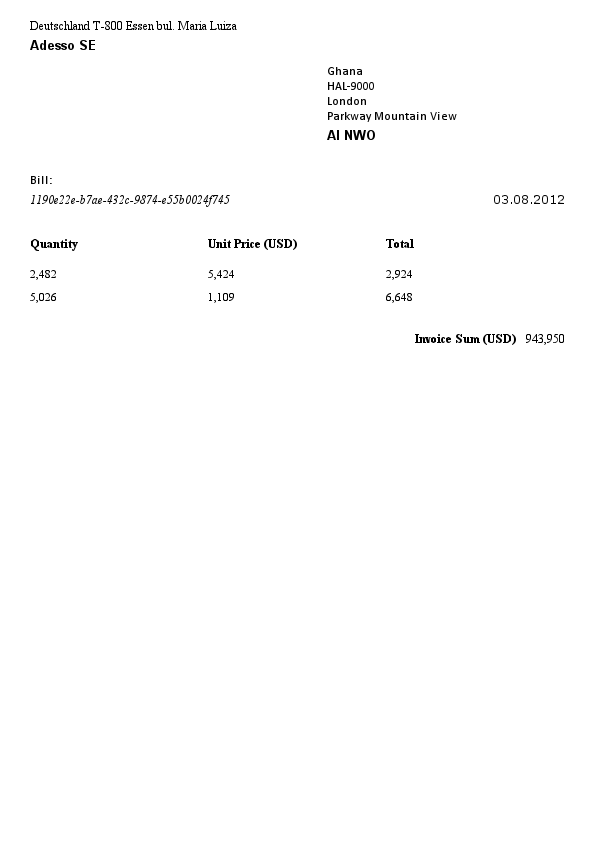 Deutschland T-800 Essen bul. Maria Luiza
Adesso SE
Ghana
HAL-9000
London
Parkway Mountain View
AI NWO
Bill:
1190e22e-b7ae-432c-9874-e55b0024f745 03.08.2012
Quantity Unit Price (USD) Total
2,482 5,424 2,924
5,026 1,109 6,648
Invoice Sum (USD) 943,950